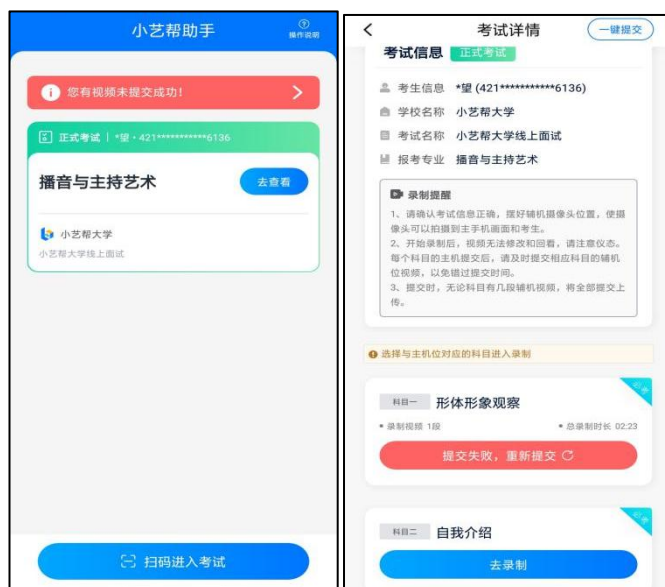 小艺帮助手
操作说明
您有视频未提交成功！
正式考试 | *望·421***********6136
播音与主持艺术
去查看
小艺帮大学
小艺帮大学线上面试
扫码进入考试
考试详情
一键提交
考试信息 正式考试
考生信息 *望 (421***********6136)
学校名称 小艺帮大学
考试名称 小艺帮大学线上面试
报考专业 播音与主持艺术
录制提醒
1、请确认考试信息正确，摆好辅机摄像头位置，使摄
像头可以拍摄到主手机画面和考生。
2、开始录制后，视频无法修改和回看，请注意仪态。
每个科目的主机提交后，请及时提交相应科目的辅机
位视频，以免错过提交时间。
3、提交时，无论科目有几段辅机视频，将全部提交上
传。
选择与主机位对应的科目进入录制
必考
科目一 形体形象观察
• 录制视频 1段 • 总录制时长 02:23
提交失败，重新提交
必考
科目二 自我介绍
去录制